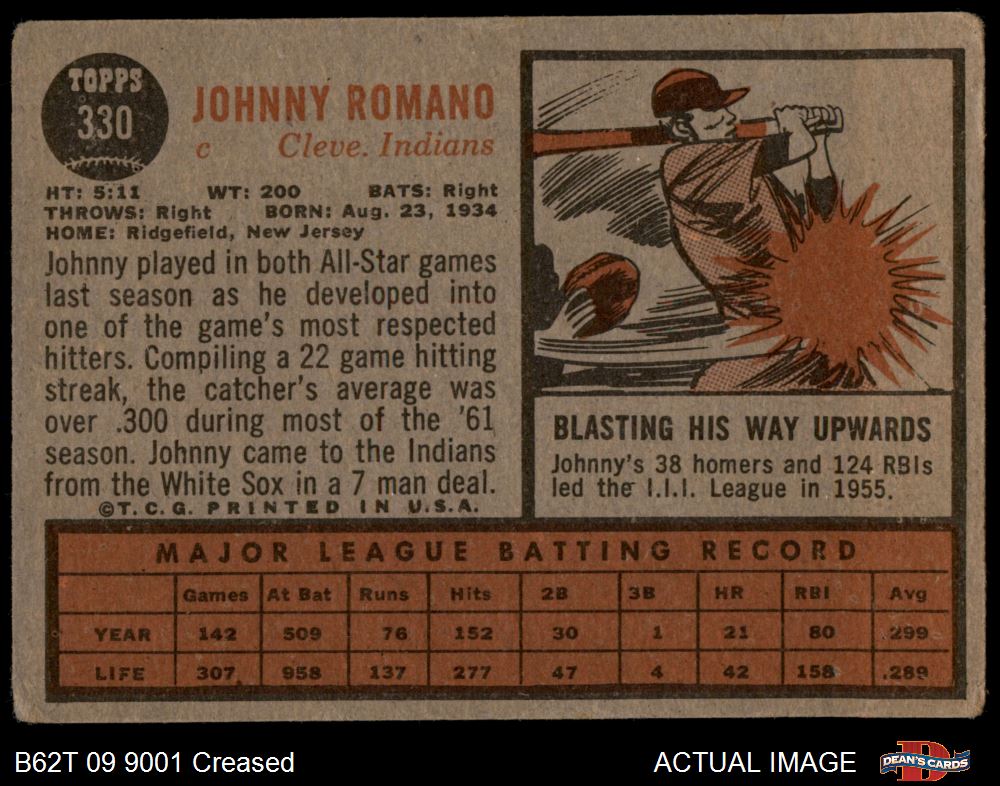 TOPPS
330
JOHNNY ROMANO
c Cleve. Indians
HT: 5:11 WT: 200 BATS: Right
THROWS: Right BORN: Aug. 23, 1934
HOME: Ridgefield, New Jersey
Johnny played in both All-Star games
last season as he developed into
one of the game's most respected
hitters. Compiling a 22 game hitting
streak, the catcher's average was
over .300 during most of the '61
season. Johnny came to the Indians
from the White Sox in a 7 man deal.
©T.C.G. PRINTED IN U.S.A.
BLASTING HIS WAY UPWARDS
Johnny's 38 homers and 124 RBIs
led the I.I.I. League in 1955.
MAJOR LEAGUE BATTING RECORD
Games At Bat Runs Hits 2B 3B HR RBI Avg
YEAR 142 509 76 152 30 1 21 80 .299
LIFE 307 958 137 277 47 4 42 158 .289
B62T 09 9001 Creased
ACTUAL IMAGE
D
DEAN'S CARDS